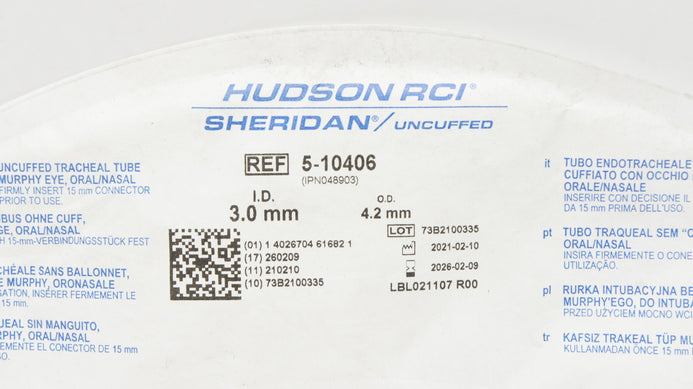 HUDSON RCI®
SHERIDAN®/ UNCUFFED
REF 5-10406
(IPN048903)
I.D.
3.0 mm
O.D.
4.2 mm
LOT 73B2100335
2021-02-10
2026-02-09
(01) 1 4026704 61682 1
(17) 260209
(11) 210210
(10) 73B2100335
LBL021107 R00
UNCUFFED TRACHEAL TUBE
MURPHY EYE, ORAL/NASAL
FIRMLY INSERT 15 mm CONNECTOR
PRIOR TO USE.
BUS OHNE CUFF,
GE, ORAL/NASAL
H 15-mm-VERBINDUNGSSTÜCK FEST
CHÉALE SANS BALLONNET,
E MURPHY, ORONASALE
SATION, INSÉRER FERMEMENT LE
15 mm.
UEAL SIN MANGUITO,
RPHY, ORAL/NASAL
EMENTE EL CONECTOR DE 15 mm
SO.
it TUBO ENDOTRACHEALE
CUFFIATO CON OCCHIO
ORALE/NASALE
INSERIRE CON DECISIONE IL
DA 15 mm PRIMA DELL'USO.
pt TUBO TRAQUEAL SEM "C
ORAL/NASAL
INSIRA FIRMEMENTE O CONE
UTILIZAÇÃO.
pl RURKA INTUBACYJNA BE
MURPHY'EGO, DO INTUBA
PRZED UŻYCIEM MOCNO WCI
tr KAFSIZ TRAKEAL TÜP MU
KULLANMADAN ÖNCE 15 mm